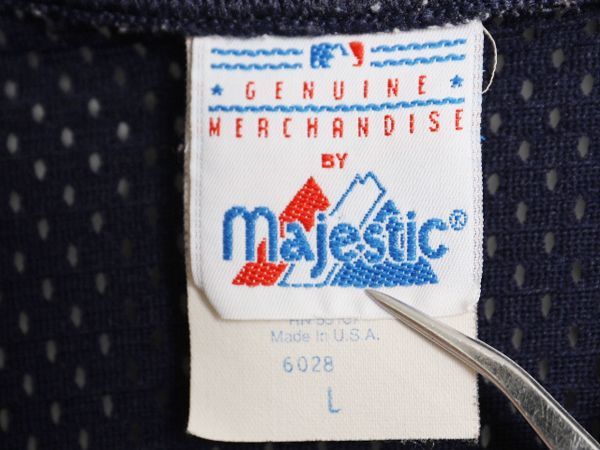 GENUINE
MERCHANDISE
BY
Majestic®
Made In U.S.A.
6028
L